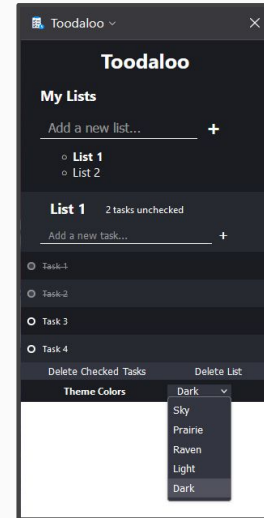 Toodaloo
Toodaloo
My Lists
Add a new list...
List 1
List 2
List 1 2 tasks unchecked
Add a new task...
Task 1
Task 2
Task 3
Task 4
Delete Checked Tasks Delete List
Theme Colors Dark
Sky
Prairie
Raven
Light
Dark